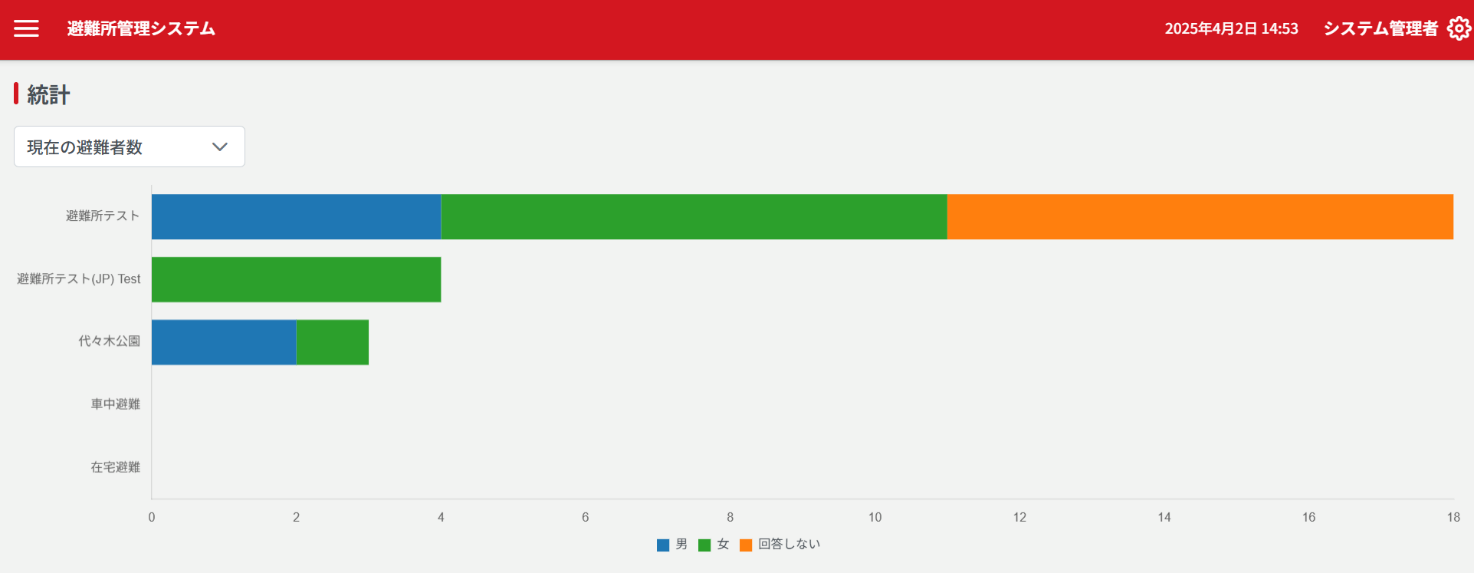 避難所管理システム 2025年4月2日 14:53 システム管理者
統計
現在の避難者数
避難所テスト
避難所テスト(JP) Test
代々木公園
車中避難
在宅避難
0 2 4 6 8 10 12 14 16 18
男 女 回答しない